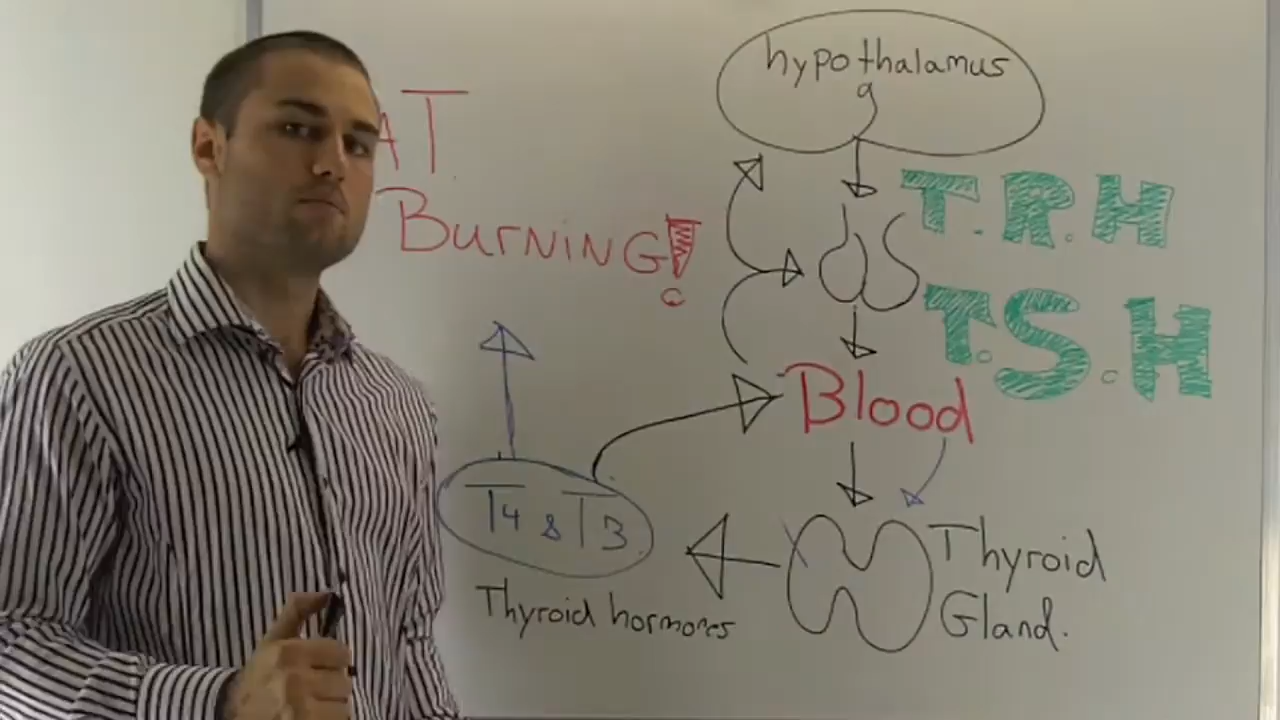 hypothalamus
AT
BURNING!
T.R.H
T.S.H
Blood
T4 & T3
Thyroid hormones
Thyroid
Gland.